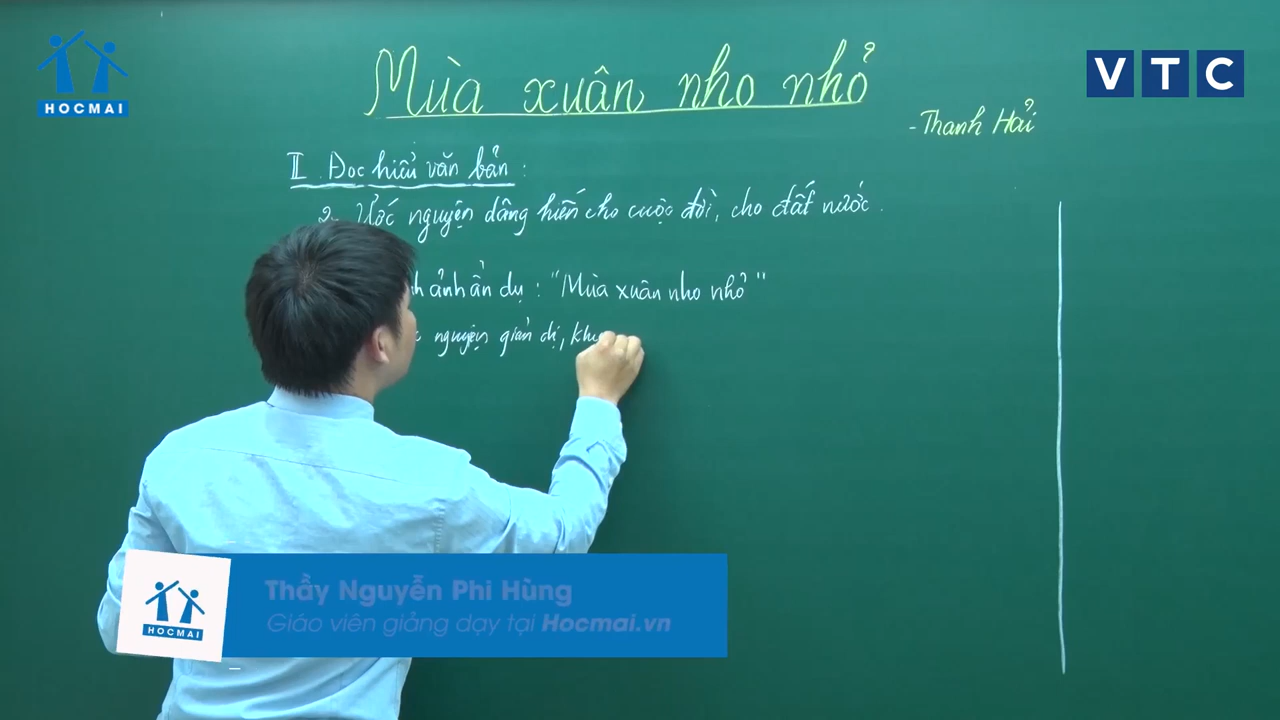 HOCMAI
VTC
Mùa xuân nho nhỏ
- Thanh Hải
II. Đọc hiểu văn bản:
2. Ước nguyện dâng hiến cho cuộc đời, cho đất nước.
ảnh ẩn dụ: "Mùa xuân nho nhỏ"
nguyện giản dị,
Thầy Nguyễn Phi Hùng
Giáo viên giảng dạy tại Hocmai.vn
HOCMAI